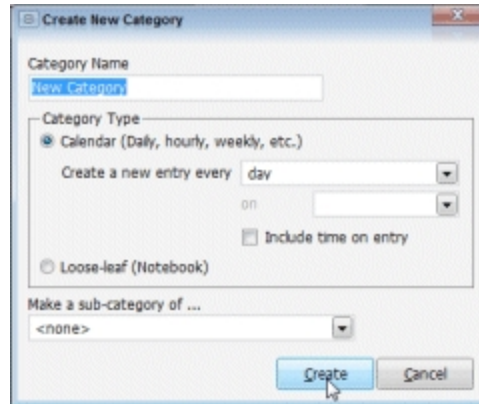 Create New Category
Category Name
New Category
Category Type
Calendar (Daily, hourly, weekly, etc.)
Create a new entry every day
on
Include time on entry
Loose-leaf (Notebook)
Make a sub-category of ...
<none>
Create Cancel